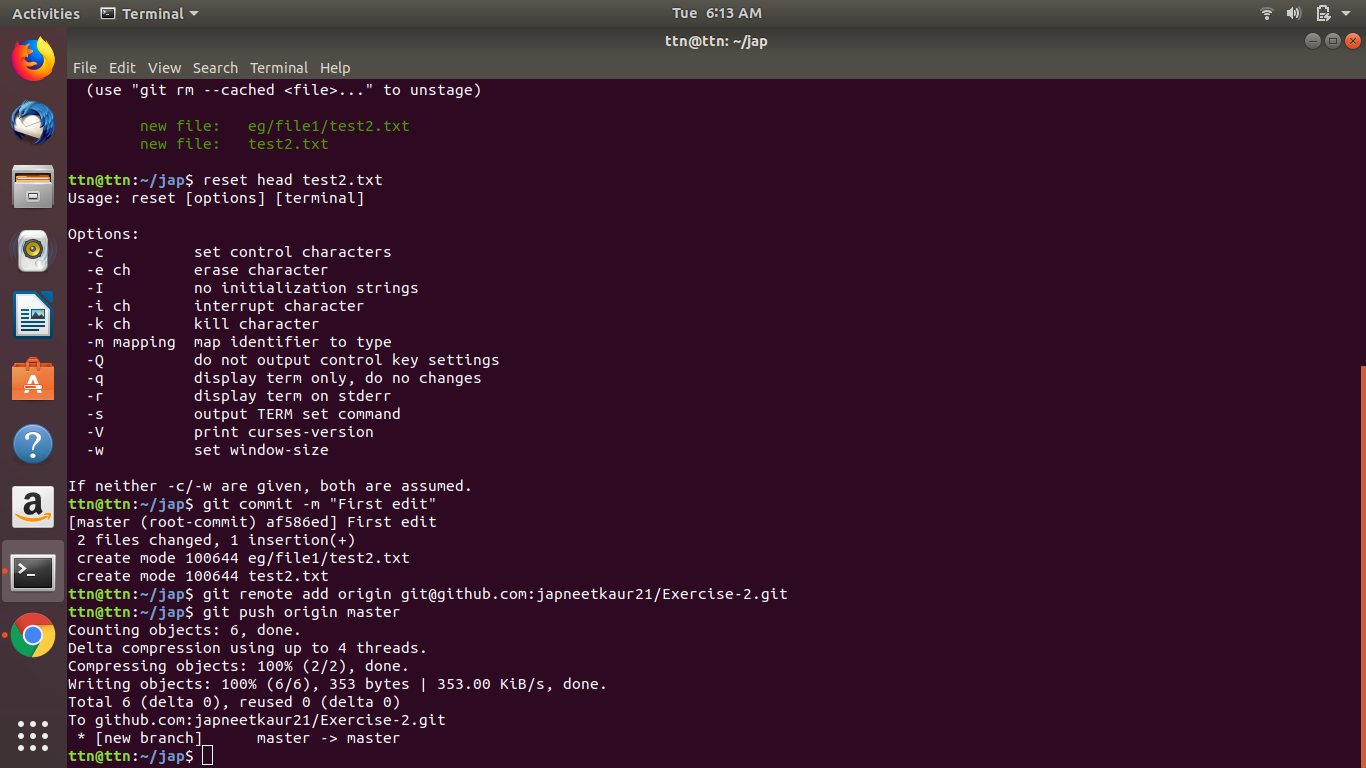 Activities Terminal Tue 6:13 AM
ttn@ttn: ~/jap
File Edit View Search Terminal Help
  (use "git rm --cached <file>..." to unstage)
        new file:   eg/file1/test2.txt
        new file:   test2.txt
ttn@ttn:~/jap$ reset head test2.txt
Usage: reset [options] [terminal]
Options:
  -c          set control characters
  -e ch       erase character
  -I          no initialization strings
  -i ch       interrupt character
  -k ch       kill character
  -m mapping  map identifier to type
  -Q          do not output control key settings
  -q          display term only, do no changes
  -r          display term on stderr
  -s          output TERM set command
  -V          print curses-version
  -w          set window-size
If neither -c/-w are given, both are assumed.
ttn@ttn:~/jap$ git commit -m "First edit"
[master (root-commit) af586ed] First edit
 2 files changed, 1 insertion(+)
 create mode 100644 eg/file1/test2.txt
 create mode 100644 test2.txt
ttn@ttn:~/jap$ git remote add origin git@github.com:japneetkaur21/Exercise-2.git
ttn@ttn:~/jap$ git push origin master
Counting objects: 6, done.
Delta compression using up to 4 threads.
Compressing objects: 100% (2/2), done.
Writing objects: 100% (6/6), 353 bytes | 353.00 KiB/s, done.
Total 6 (delta 0), reused 0 (delta 0)
To github.com:japneetkaur21/Exercise-2.git
 * [new branch]      master -> master
ttn@ttn:~/jap$